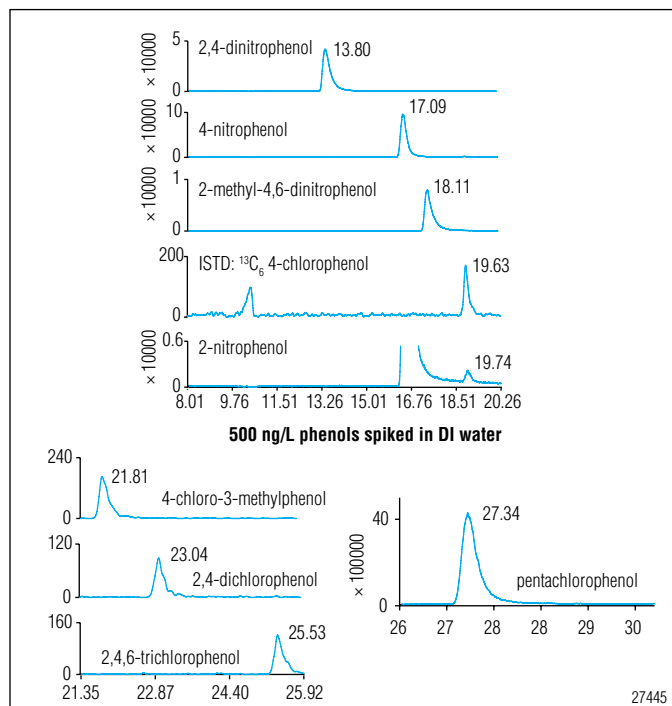 5
2,4-dinitrophenol
13.80
× 10000
0
10
17.09
4-nitrophenol
× 10000
0
1
2-methyl-4,6-dinitrophenol
18.11
× 10000
0
200
ISTD: ¹³C₆ 4-chlorophenol
19.63
0
0.6
2-nitrophenol
19.74
× 10000
0
8.01 9.76 11.51 13.26 15.01 16.76 18.51 20.26
500 ng/L phenols spiked in DI water
240
21.81
4-chloro-3-methylphenol
0
120
23.04
2,4-dichlorophenol
0
160
25.53
2,4,6-trichlorophenol
0
21.35 22.87 24.40 25.92
40
27.34
× 100000
pentachlorophenol
0
26 27 28 28 29 30
27445